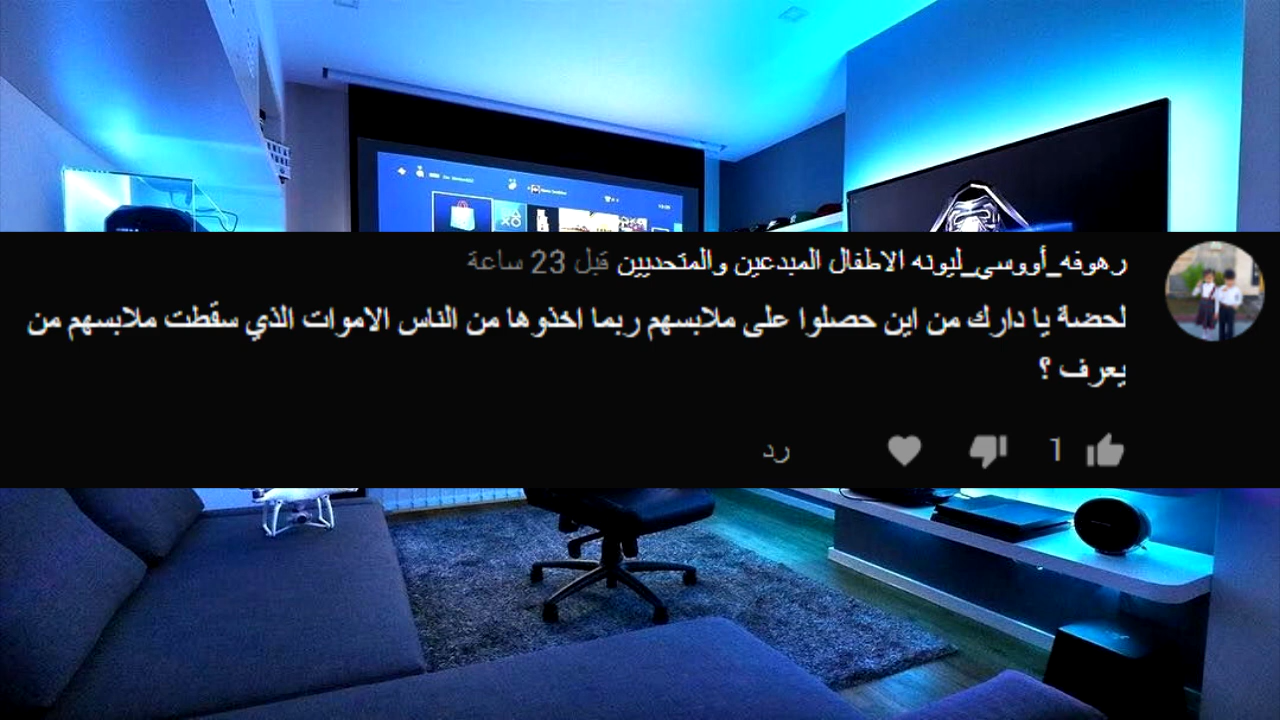 رهوفه_أووسي_ليونه الاطفال المبدعين والمتحديين قبل 23 ساعة
لحضة يا دارك من اين حصلوا على ملابسهم ربما اخذوها من الناس الاموات الذي سقطت ملابسهم من
يعرف ؟
1 رد